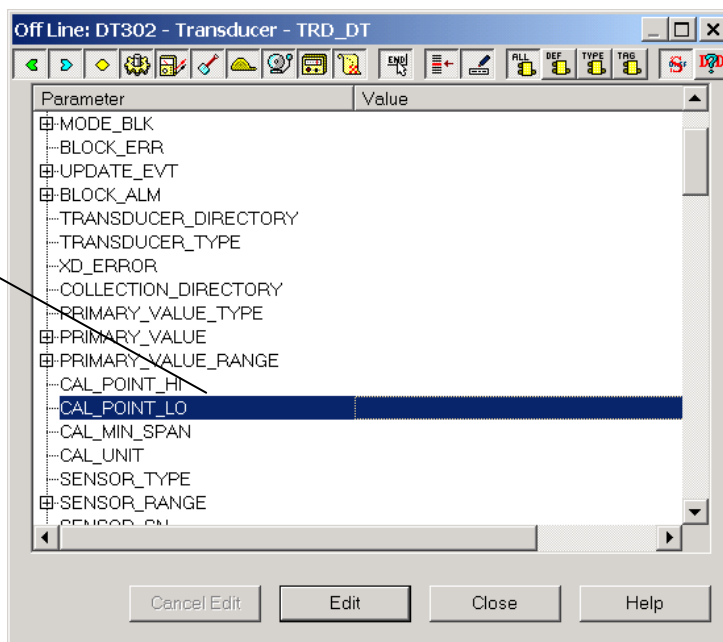 Off Line: DT302 - Transducer - TRD_DT
END ALL DEF TYPE TAG
Parameter Value
MODE_BLK
BLOCK_ERR
UPDATE_EVT
BLOCK_ALM
TRANSDUCER_DIRECTORY
TRANSDUCER_TYPE
XD_ERROR
COLLECTION_DIRECTORY
PRIMARY_VALUE_TYPE
PRIMARY_VALUE
PRIMARY_VALUE_RANGE
CAL_POINT_HI
CAL_POINT_LO
CAL_MIN_SPAN
CAL_UNIT
SENSOR_TYPE
SENSOR_RANGE
SENSOR_SN
Cancel Edit Edit Close Help